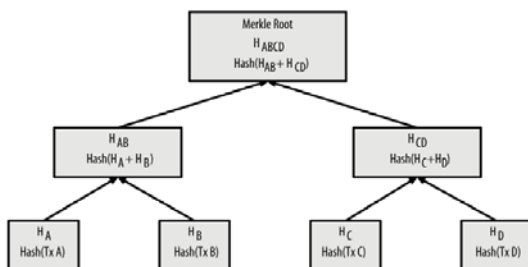 Merkle Root
H ABCD
Hash(H AB + H CD)
H AB
Hash(H A + H B)
H CD
Hash(H C+H D)
H A
Hash(Tx A)
H B
Hash(Tx B)
H C
Hash(Tx C)
H D
Hash(Tx D)